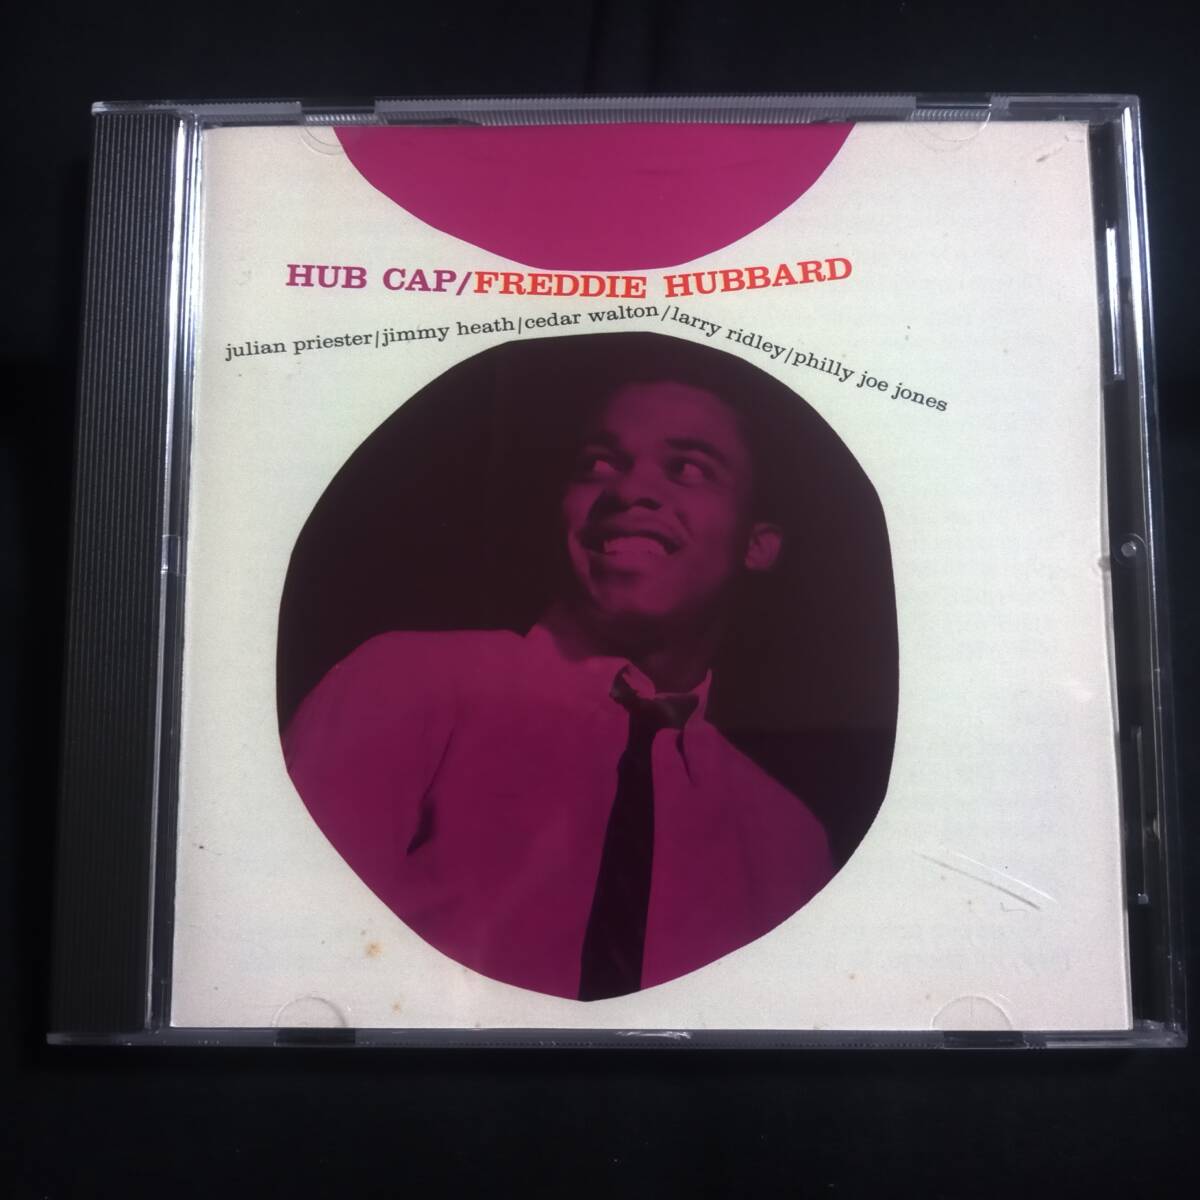 HUB CAP/FREDDIE HUBBARD
julian priester/jimmy heath/cedar walton/larry ridley/philly joe jones